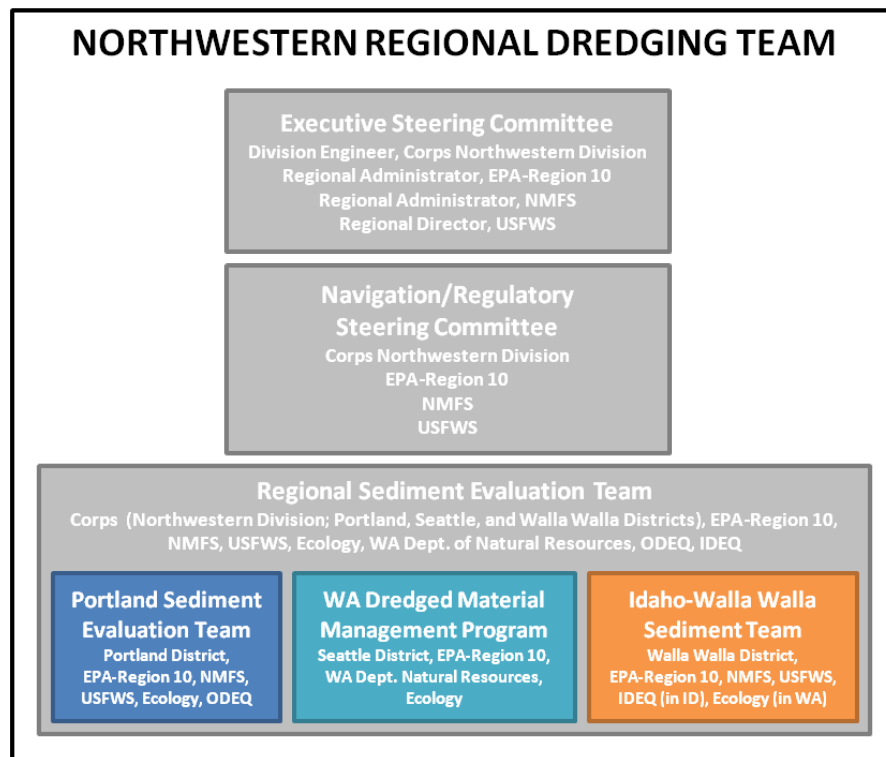 NORTHWESTERN REGIONAL DREDGING TEAM
Executive Steering Committee
Division Engineer, Corps Northwestern Division
Regional Administrator, EPA-Region 10
Regional Administrator, NMFS
Regional Director, USFWS
Navigation/Regulatory
Steering Committee
Corps Northwestern Division
EPA-Region 10
NMFS
USFWS
Regional Sediment Evaluation Team
Corps (Northwestern Division; Portland, Seattle, and Walla Walla Districts), EPA-Region 10,
NMFS, USFWS, Ecology, WA Dept. of Natural Resources, ODEQ, IDEQ
Portland Sediment
Evaluation Team
Portland District,
EPA-Region 10, NMFS,
USFWS, Ecology, ODEQ
WA Dredged Material
Management Program
Seattle District, EPA-Region 10,
WA Dept. Natural Resources,
Ecology
Idaho-Walla Walla
Sediment Team
Walla Walla District,
EPA-Region 10, NMFS, USFWS,
IDEQ (in ID), Ecology (in WA)